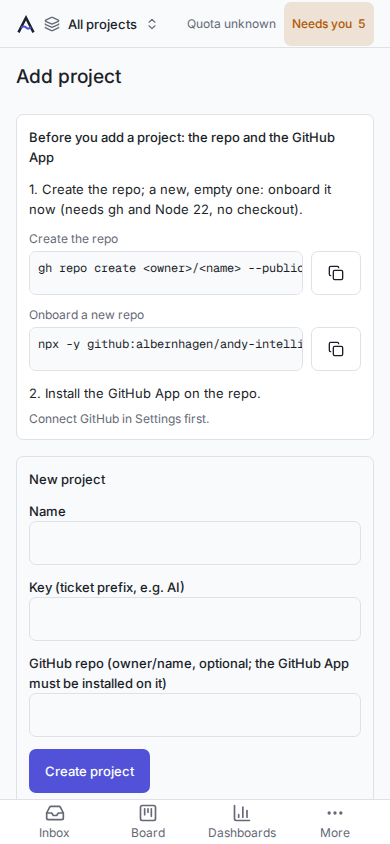 All projects
Quota unknown
Needs you 5
Add project
Before you add a project: the repo and the GitHub
App
1. Create the repo; a new, empty one: onboard it
now (needs gh and Node 22, no checkout).
Create the repo
gh repo create <owner>/<name> --public
Onboard a new repo
npx -y github:albernhagen/andy-intelli
2. Install the GitHub App on the repo.
Connect GitHub in Settings first.
New project
Name
Key (ticket prefix, e.g. AI)
GitHub repo (owner/name, optional; the GitHub App
must be installed on it)
Create project
Inbox
Board
Dashboards
More